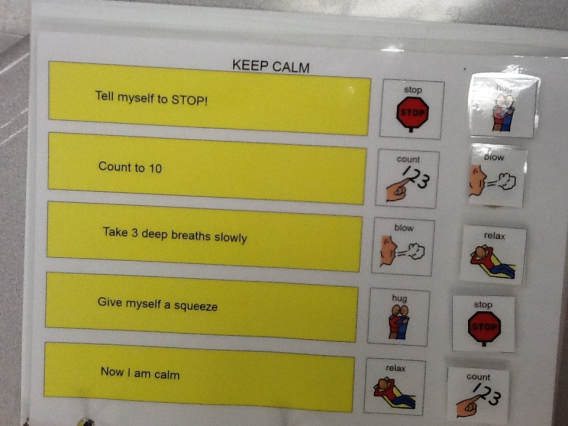 KEEP CALM
Tell myself to STOP!
stop
STOP
hug
Count to 10
count
123
blow
Take 3 deep breaths slowly
blow
relax
Give myself a squeeze
hug
stop
STOP
Now I am calm
relax
count
123